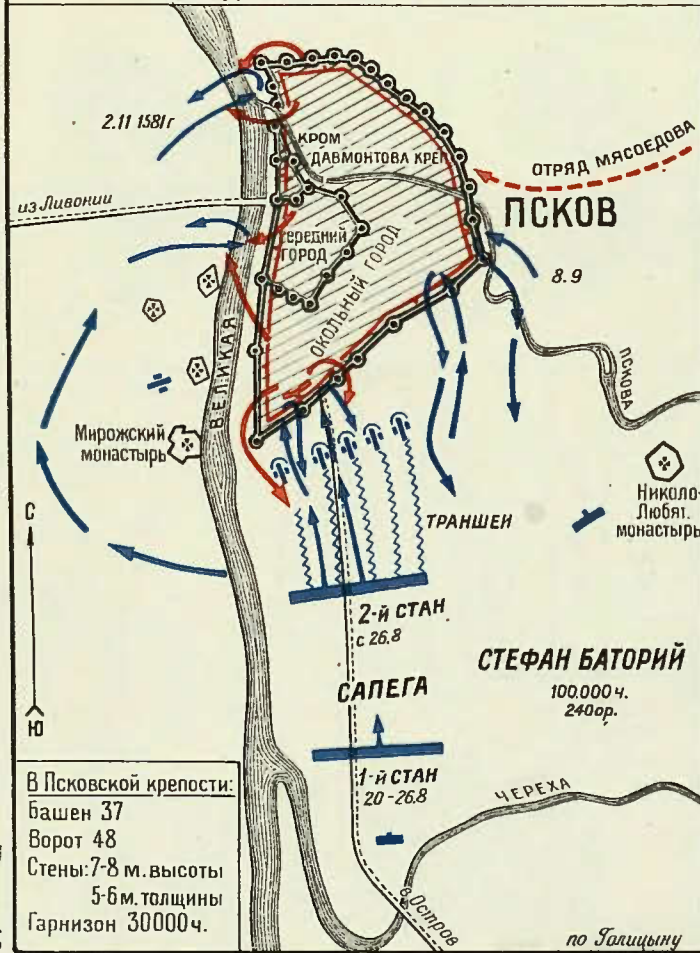 2.11 1581г
КРОМ
ДАВМОНТОВА КРЕП
ОТРЯД МЯСОЕДОВА
из Ливонии
ПСКОВ
СРЕДНИЙ
ГОРОД
ОКОЛЬНЫЙ ГОРОД
8.9
ВЕЛИКАЯ
ПСКОВА
Мирожский
монастырь
С
Николо-
Любят.
монастырь
ТРАНШЕИ
2-й СТАН
с 26.8
СТЕФАН БАТОРИЙ
100.000 ч.
240 ор.
САПЕГА
Ю
1-й СТАН
20-26.8
ЧЕРЕХА
В Псковской крепости:
Башен 37
Ворот 48
Стены: 7-8 м. высоты
5-6 м. толщины
Гарнизон 30000 ч.
в Остров
по Голицыну